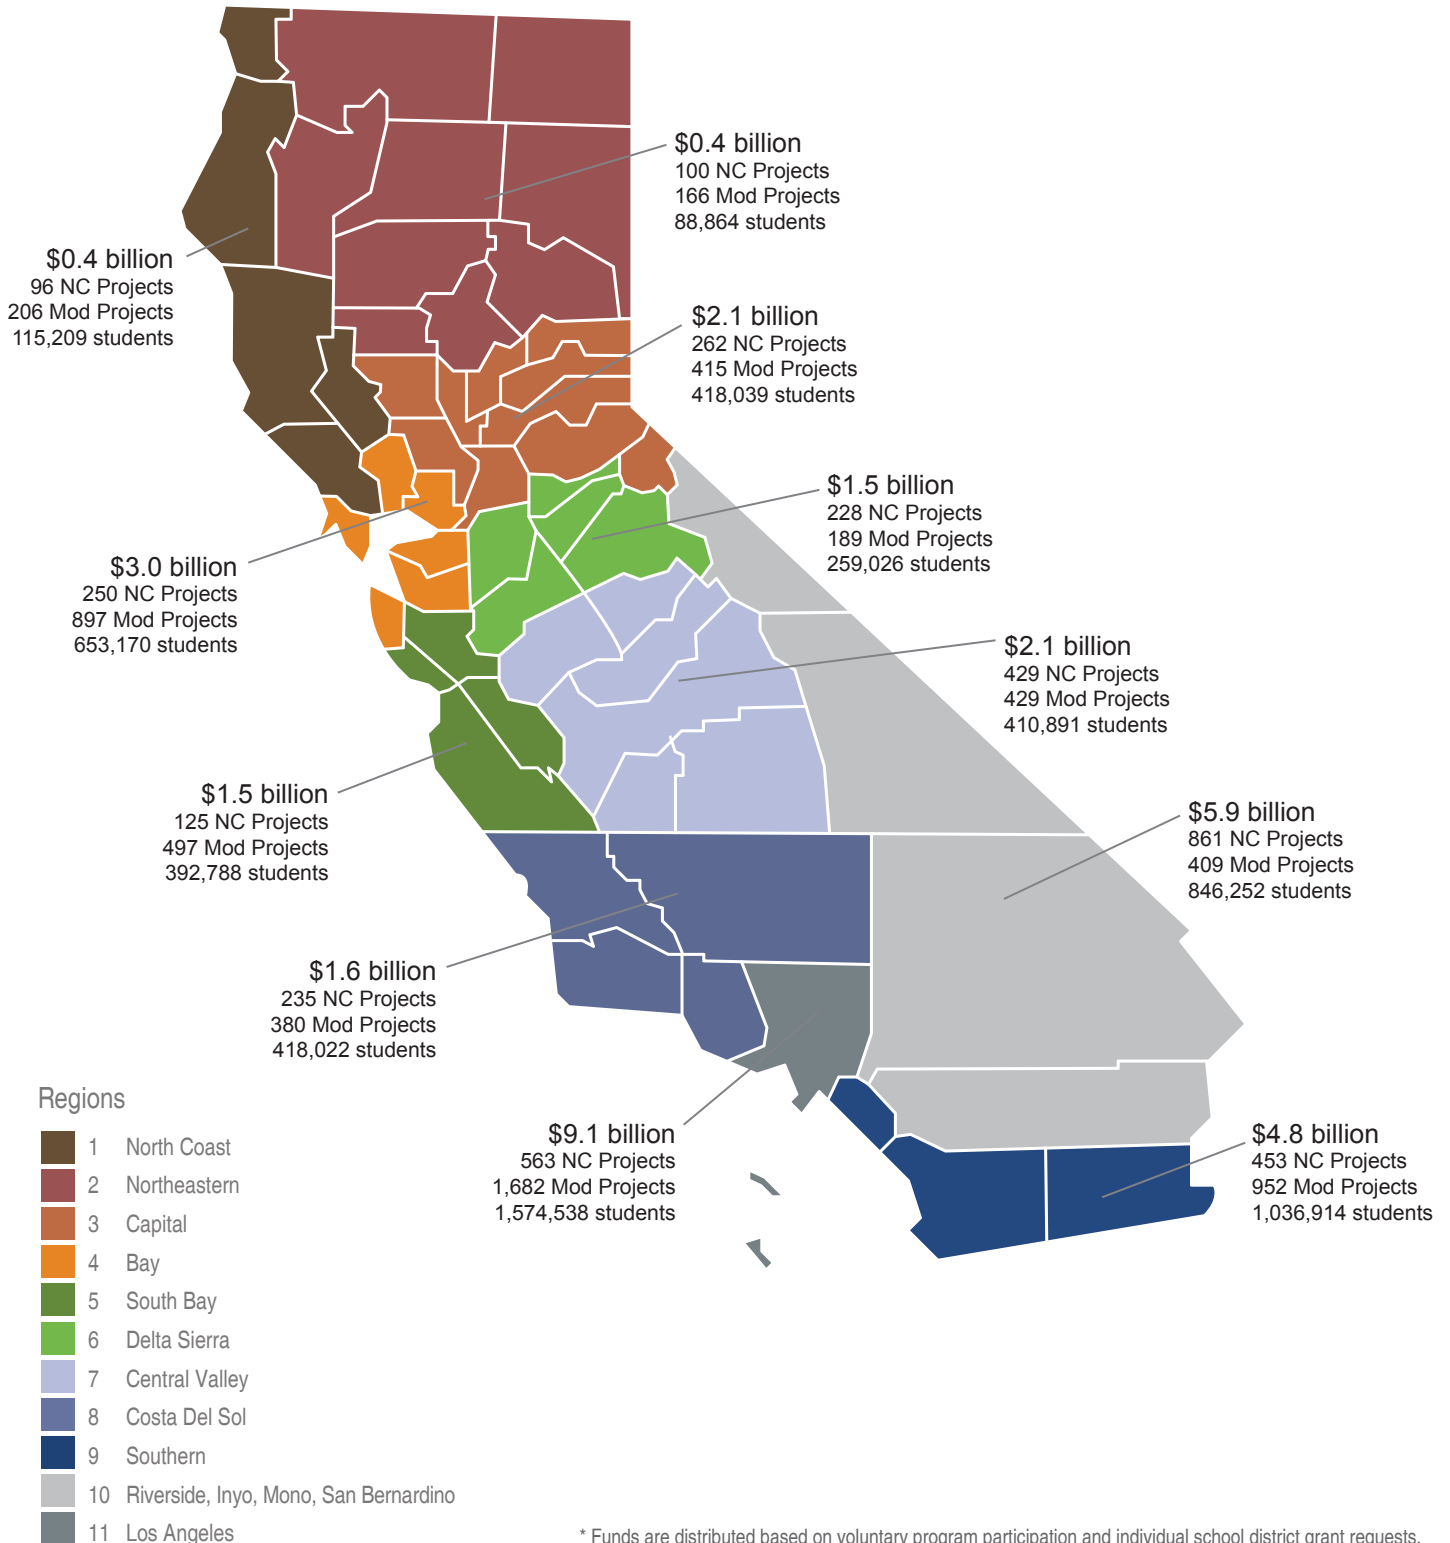 $0.4 billion
100 NC Projects
166 Mod Projects
88,864 students
$0.4 billion
96 NC Projects
206 Mod Projects
115,209 students
$2.1 billion
262 NC Projects
415 Mod Projects
418,039 students
$1.5 billion
228 NC Projects
189 Mod Projects
259,026 students
$3.0 billion
250 NC Projects
897 Mod Projects
653,170 students
$2.1 billion
429 NC Projects
429 Mod Projects
410,891 students
$1.5 billion
125 NC Projects
497 Mod Projects
392,788 students
$5.9 billion
861 NC Projects
409 Mod Projects
846,252 students
$1.6 billion
235 NC Projects
380 Mod Projects
418,022 students
$9.1 billion
563 NC Projects
1,682 Mod Projects
1,574,538 students
$4.8 billion
453 NC Projects
952 Mod Projects
1,036,914 students
Regions
1 North Coast
2 Northeastern
3 Capital
4 Bay
5 South Bay
6 Delta Sierra
7 Central Valley
8 Costa Del Sol
9 Southern
10 Riverside, Inyo, Mono, San Bernardino
11 Los Angeles
* Funds are distributed based on voluntary program participation and individual school district grant requests.